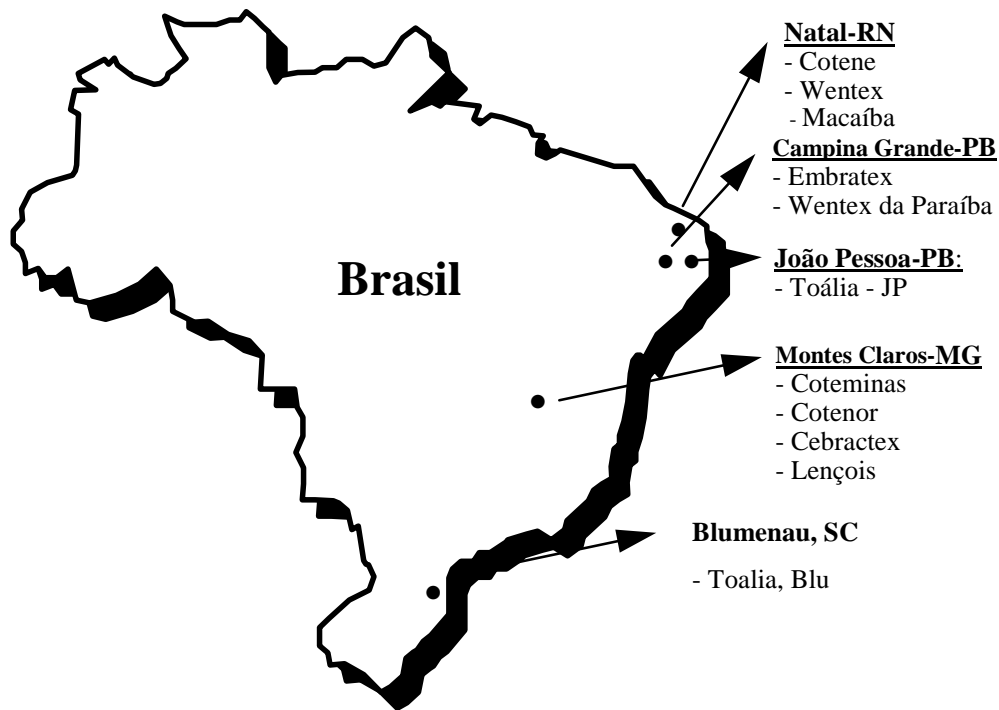 Natal-RN
- Cotene
- Wentex
- Macaíba
Campina Grande-PB
- Embratex
- Wentex da Paraíba
João Pessoa-PB:
- Toália - JP
Brasil
Montes Claros-MG
- Coteminas
- Cotenor
- Cebractex
- Lençois
Blumenau, SC
- Toalia, Blu